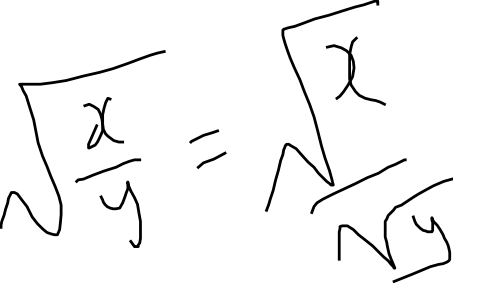 √(x/y) = √x/√y